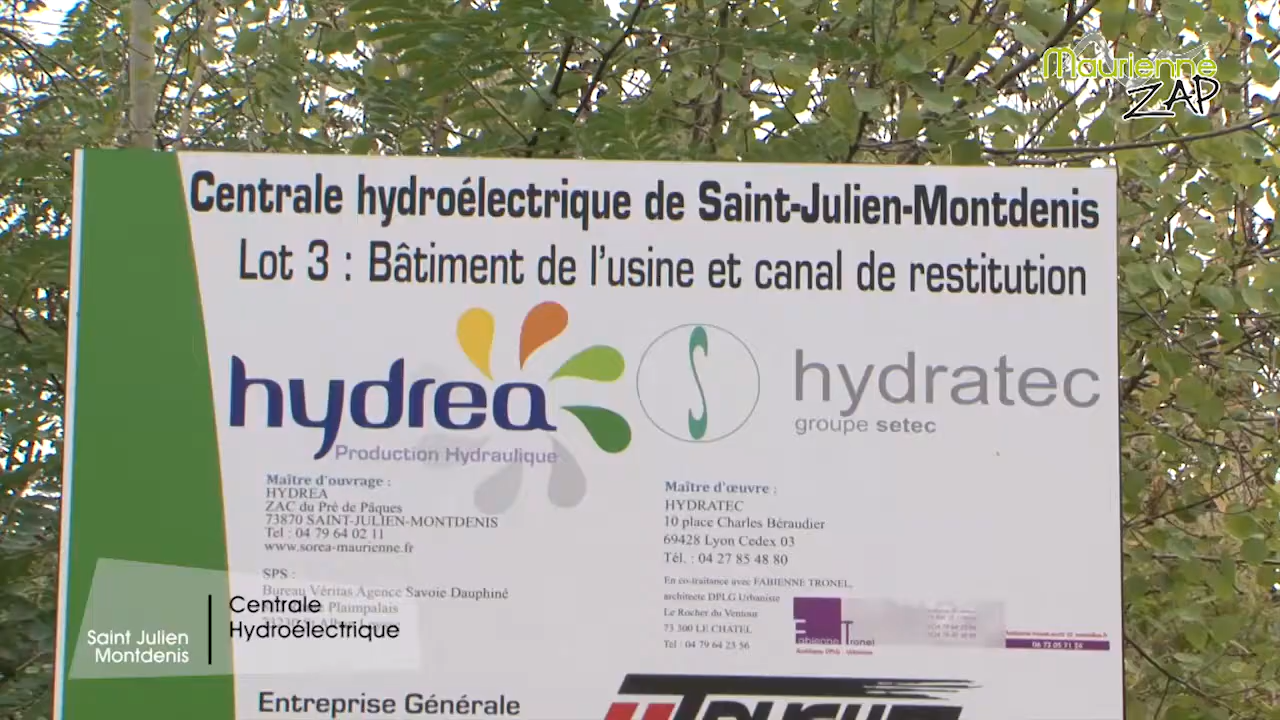 Maurienne
ZAP
Centrale hydroélectrique de Saint-Julien-Montdenis
Lot 3 : Bâtiment de l'usine et canal de restitution
hydrea
Production Hydraulique
S
hydratec
groupe setec
Maître d'ouvrage :
HYDREA
ZAC du Pré de Pâques
73870 SAINT-JULIEN-MONTDENIS
Tel : 04 79 64 02 11
www.sorea-maurienne.fr
SPS :
Bureau Véritas Agence Savoie Dauphiné
Plaimpalais
Maître d'œuvre :
HYDRATEC
10 place Charles Béraudier
69428 Lyon Cedex 03
Tél. : 04 27 85 48 80
En co-traitance avec FABIENNE TRONEL,
architecte DPLG Urbaniste
Le Rocher du Ventour
73 300 LE CHATEL
Tel : 04 79 64 23 56
Fabienne Tronel
Centrale
Hydroélectrique
Saint Julien
Montdenis
Entreprise Générale